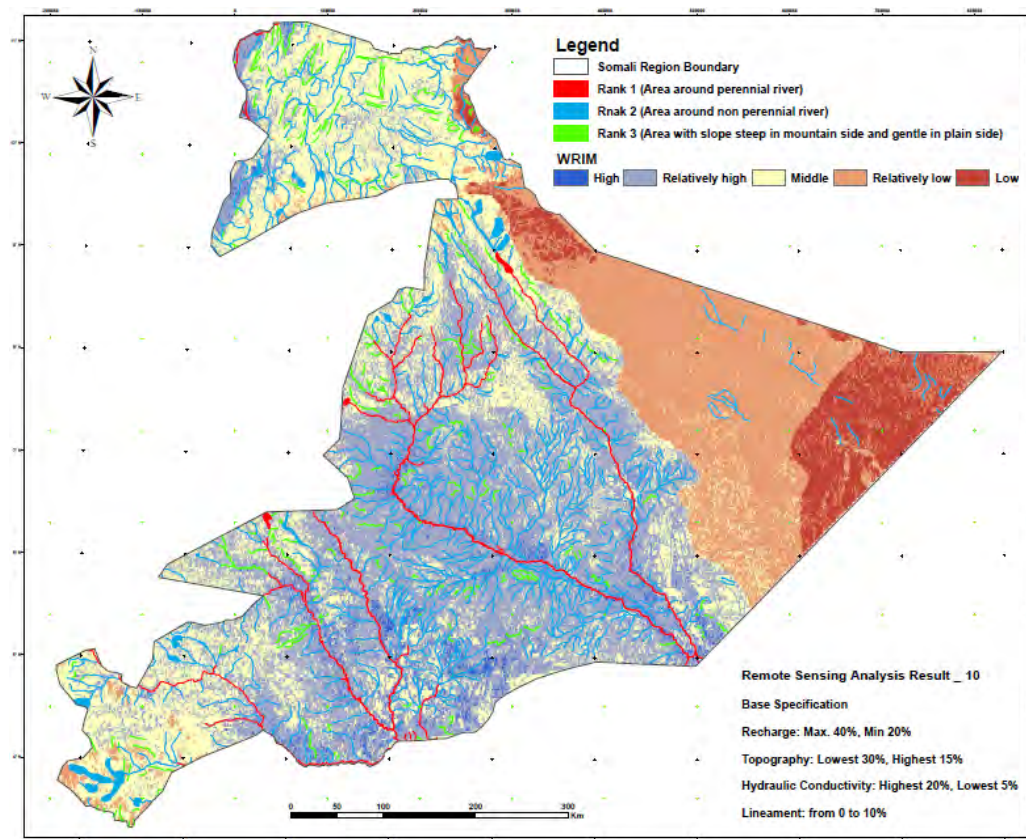 N
W E
S
Legend
Somali Region Boundary
Rank 1 (Area around perennial river)
Rnak 2 (Area around non perennial river)
Rank 3 (Area with slope steep in mountain side and gentle in plain side)
WRIM
High Relatively high Middle Relatively low Low
Remote Sensing Analysis Result _ 10
Base Specification
Recharge: Max. 40%, Min 20%
Topography: Lowest 30%, Highest 15%
Hydraulic Conductivity: Highest 20%, Lowest 5%
Lineament: from 0 to 10%
0 50 100 200 300
Km